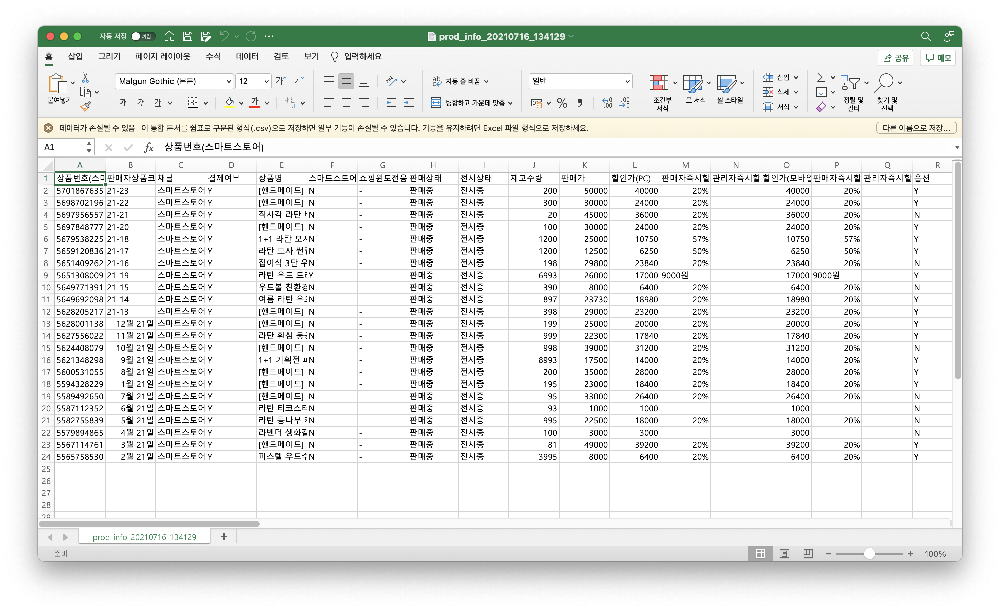 자동 저장 꺼짐 prod_info_20210716_134129
홈 삽입 그리기 페이지 레이아웃 수식 데이터 검토 보기 입력하세요 공유 메모
붙여넣기 Malgun Gothic (본문) 12 가 가 자동 줄 바꿈 일반 조건부 서식 표 서식 셀 스타일 삽입 정렬 및 필터 찾기 및 선택
가 가 가 가 내천 병합하고 가운데 맞춤 % 삭제
서식
데이터가 손실될 수 있음 이 통합 문서를 쉼표로 구분된 형식(.csv)으로 저장하면 일부 기능이 손실될 수 있습니다. 기능을 유지하려면 Excel 파일 형식으로 저장하세요. 다른 이름으로 저장...
A1 fx 상품번호(스마트스토어)
A B C D E F G H I J K L M N O P Q R
1 상품번호(스마 판매자상품코 채널 결제여부 상품명 스마트스토어 쇼핑윈도전용 판매상태 전시상태 재고수량 판매가 할인가(PC) 판매자즉시할 관리자즉시할 할인가(모바일 판매자즉시할 관리자즉시할 옵션
2 5701867635 21-23 스마트스토어 Y [핸드메이드] N - 판매중 전시중 200 50000 40000 20% 40000 20% Y
3 5698702196 21-22 스마트스토어 Y [핸드메이드] N - 판매중 전시중 300 30000 24000 20% 24000 20% Y
4 5697956557 21-21 스마트스토어 Y 직사각 라탄 N - 판매중 전시중 20 45000 36000 20% 36000 20% N
5 5697848777 21-20 스마트스토어 Y [핸드메이드] N - 판매중 전시중 100 30000 24000 20% 24000 20% Y
6 5679538225 21-18 스마트스토어 Y 1+1 라탄 모자 N - 판매중 전시중 1200 25000 10750 57% 10750 57% Y
7 5659120836 21-17 스마트스토어 Y 라탄 모자 썬캡 N - 판매중 전시중 1200 12500 6250 50% 6250 50% Y
8 5651409262 21-16 스마트스토어 Y 접이식 3단 우 N - 판매중 전시중 198 29800 23840 20% 23840 20% N
9 5651308009 21-19 스마트스토어 Y 라탄 우드 트레 Y - 판매중 전시중 6993 26000 17000 9000원 17000 9000원 Y
10 5649771391 21-15 스마트스토어 Y 우드볼 친환경 N - 판매중 전시중 390 8000 6400 20% 6400 20% N
11 5649692098 21-14 스마트스토어 Y 여름 라탄 우드 N - 판매중 전시중 897 23730 18980 20% 18980 20% Y
12 5628205217 21-13 스마트스토어 Y [핸드메이드] N - 판매중 전시중 398 29000 23200 20% 23200 20% Y
13 5628001138 12월 21일 스마트스토어 Y [핸드메이드] N - 판매중 전시중 199 25000 20000 20% 20000 20% Y
14 5627556022 11월 21일 스마트스토어 Y 라탄 환심 등공 N - 판매중 전시중 999 22300 17840 20% 17840 20% Y
15 5624408079 10월 21일 스마트스토어 Y [핸드메이드] N - 판매중 전시중 998 39000 31200 20% 31200 20% N
16 5621348298 9월 21일 스마트스토어 Y 1+1 기획전 N - 판매중 전시중 8993 17500 14000 20% 14000 20% Y
17 5600531055 8월 21일 스마트스토어 Y [핸드메이드] N - 판매중 전시중 200 35000 28000 20% 28000 20% Y
18 5594328229 1월 21일 스마트스토어 Y [핸드메이드] N - 판매중 전시중 195 23000 18400 20% 18400 20% Y
19 5589492650 7월 21일 스마트스토어 Y [핸드메이드] N - 판매중 전시중 95 33000 26400 20% 26400 20% N
20 5587112352 6월 21일 스마트스토어 Y 라탄 티코스터 N - 판매중 전시중 93 1000 1000 1000 N
21 5582755839 5월 21일 스마트스토어 Y 라탄 등나무 N - 판매중 전시중 995 22500 18000 20% 18000 20% N
22 5579894865 4월 21일 스마트스토어 Y 라벤더 생화같 N - 판매중 전시중 100 3000 3000 3000 N
23 5567114761 3월 21일 스마트스토어 Y [핸드메이드] N - 판매중 전시중 81 49000 39200 20% 39200 20% Y
24 5565758530 2월 21일 스마트스토어 Y 파스텔 우드수 N - 판매중 전시중 3995 8000 6400 20% 6400 20% Y
25
26
27
28
29
prod_info_20210716_134129 +
준비 100%